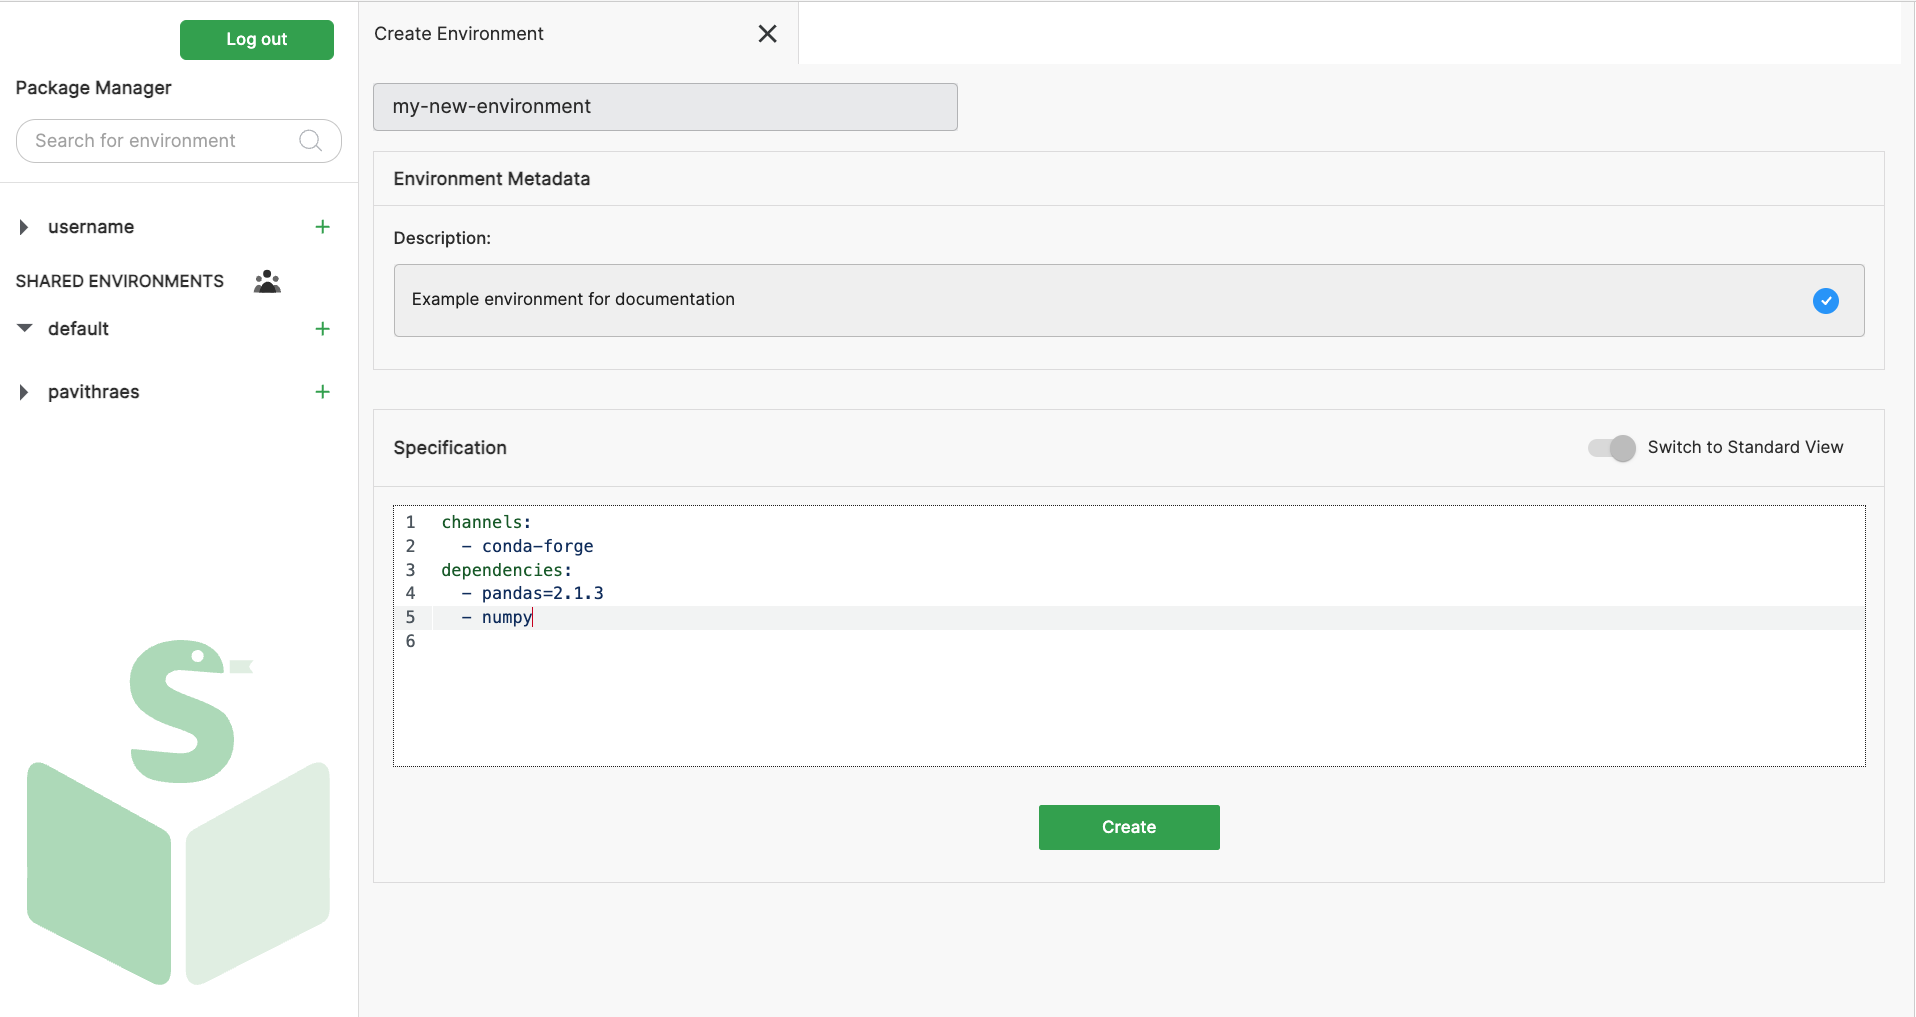 Log out
Package Manager
Search for environment
username
SHARED ENVIRONMENTS
default
pavithraes
Create Environment
my-new-environment
Environment Metadata
Description:
Example environment for documentation
Specification
Switch to Standard View
1 channels:
2   - conda-forge
3 dependencies:
4   - pandas=2.1.3
5   - numpy
6
Create